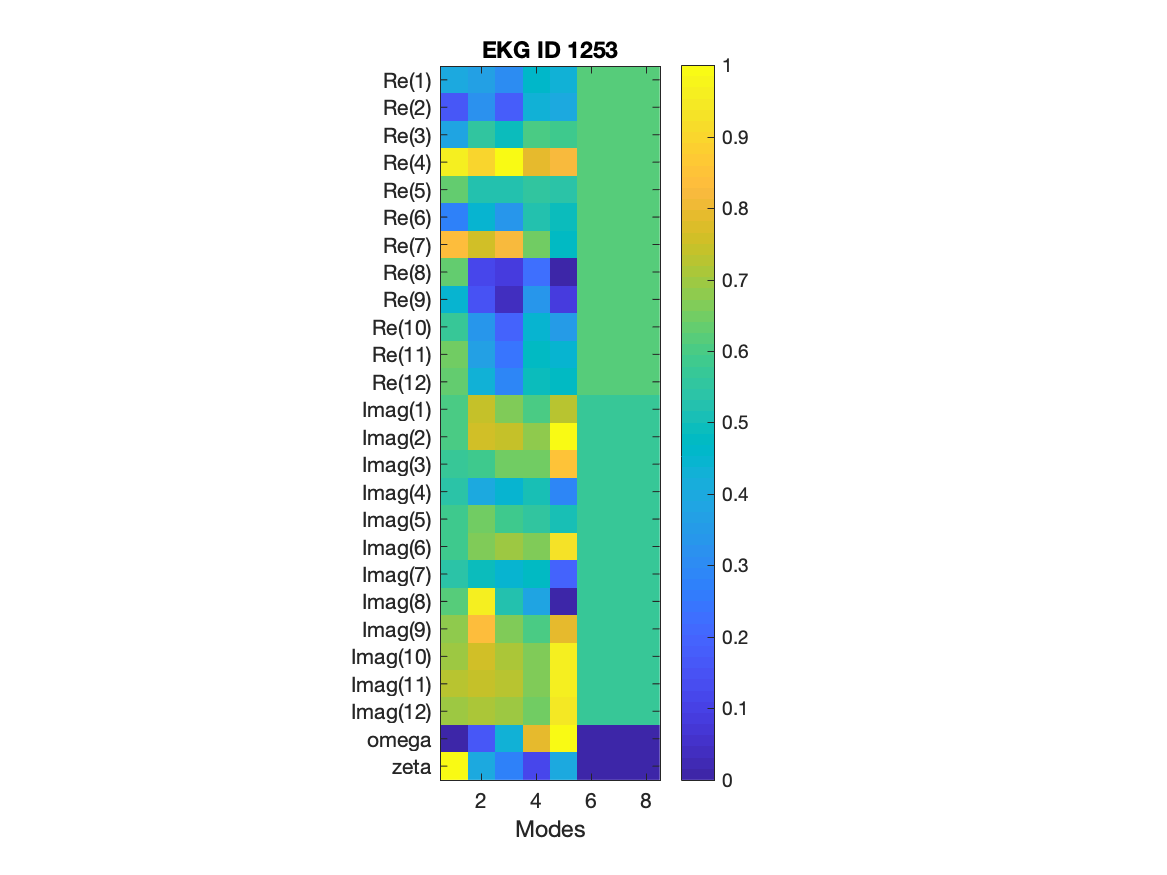 EKG ID 1253
Re(1)
Re(2)
Re(3)
Re(4)
Re(5)
Re(6)
Re(7)
Re(8)
Re(9)
Re(10)
Re(11)
Re(12)
Imag(1)
Imag(2)
Imag(3)
Imag(4)
Imag(5)
Imag(6)
Imag(7)
Imag(8)
Imag(9)
Imag(10)
Imag(11)
Imag(12)
omega
zeta
2 4 6 8
Modes
1
0.9
0.8
0.7
0.6
0.5
0.4
0.3
0.2
0.1
0